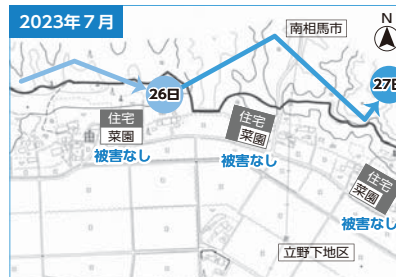 2023年7月
南相馬市
N
26日
27日
住宅
菜園
被害なし
住宅
菜園
被害なし
住宅
菜園
被害なし
立野下地区